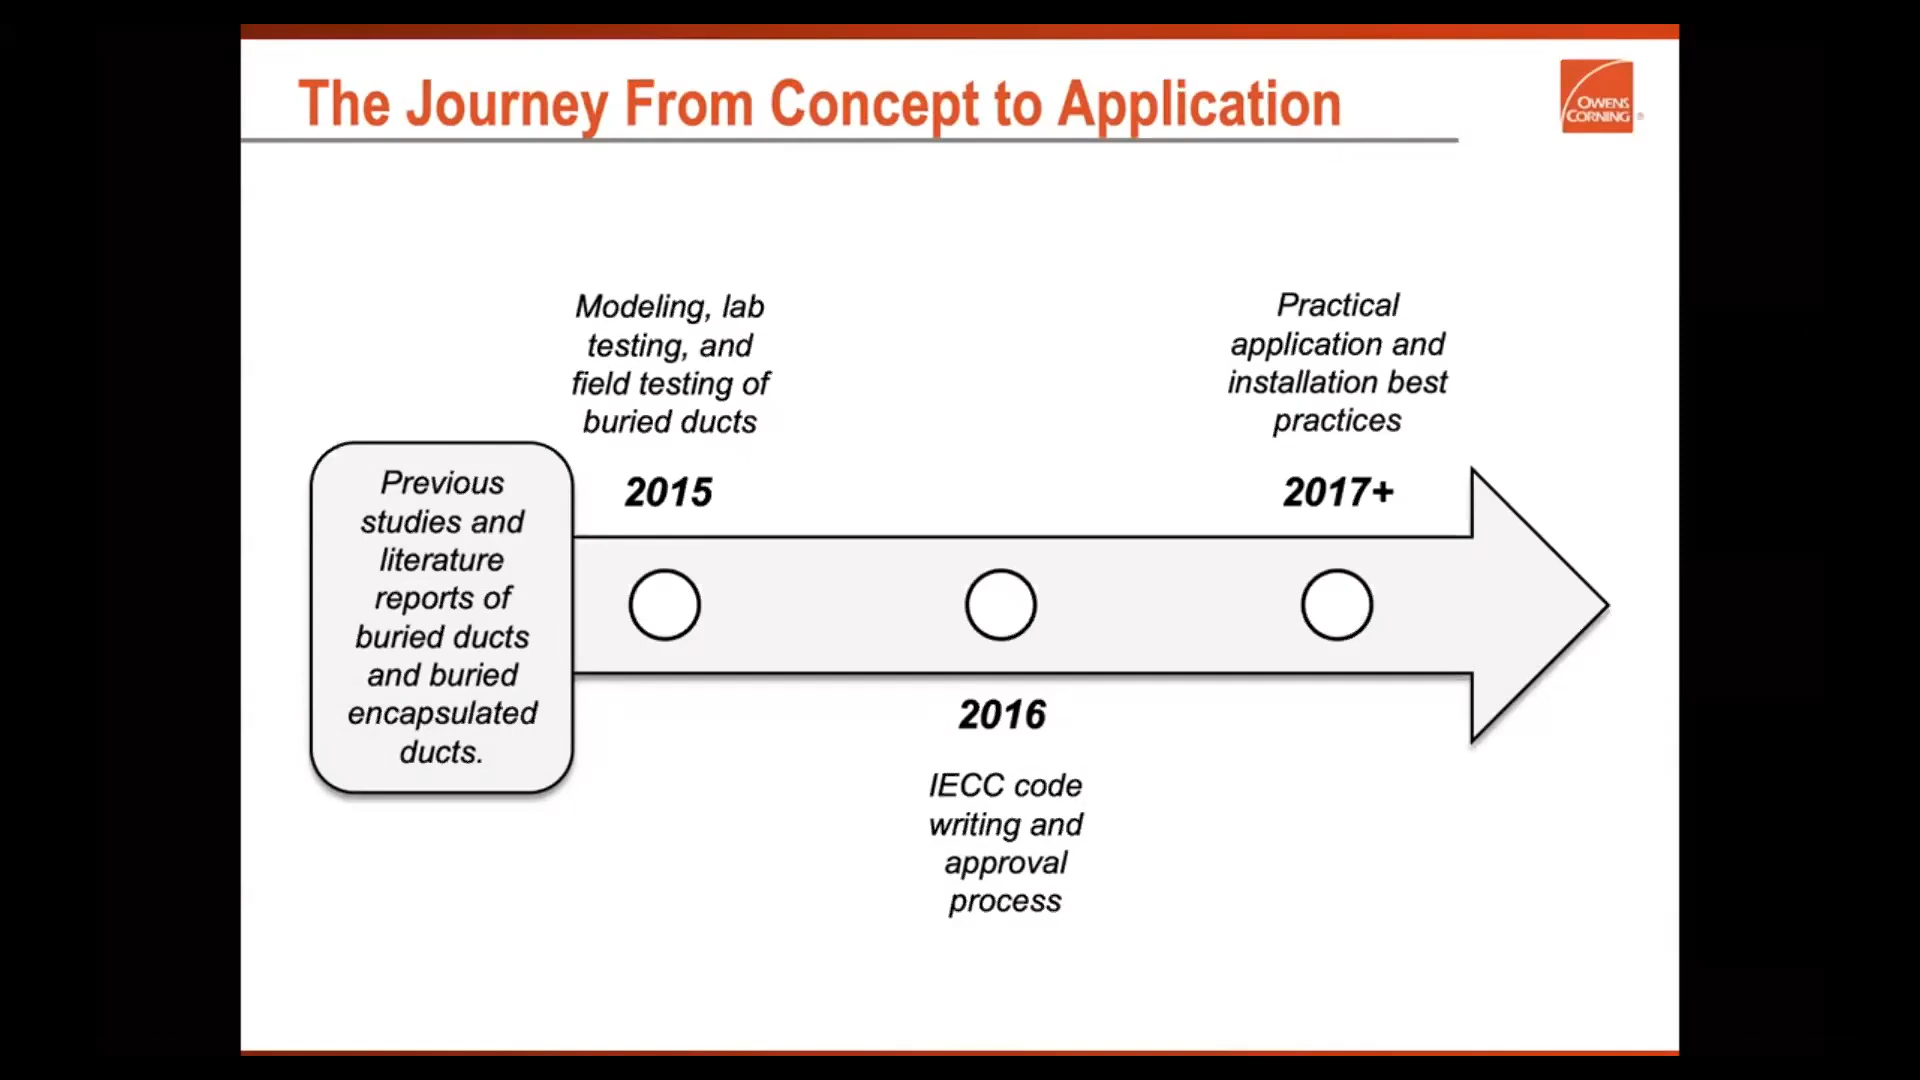 The Journey From Concept to Application
OWENS
CORNING
®
Modeling, lab
testing, and
field testing of
buried ducts
Practical
application and
installation best
practices
2015
2017+
Previous
studies and
literature
reports of
buried ducts
and buried
encapsulated
ducts.
2016
IECC code
writing and
approval
process